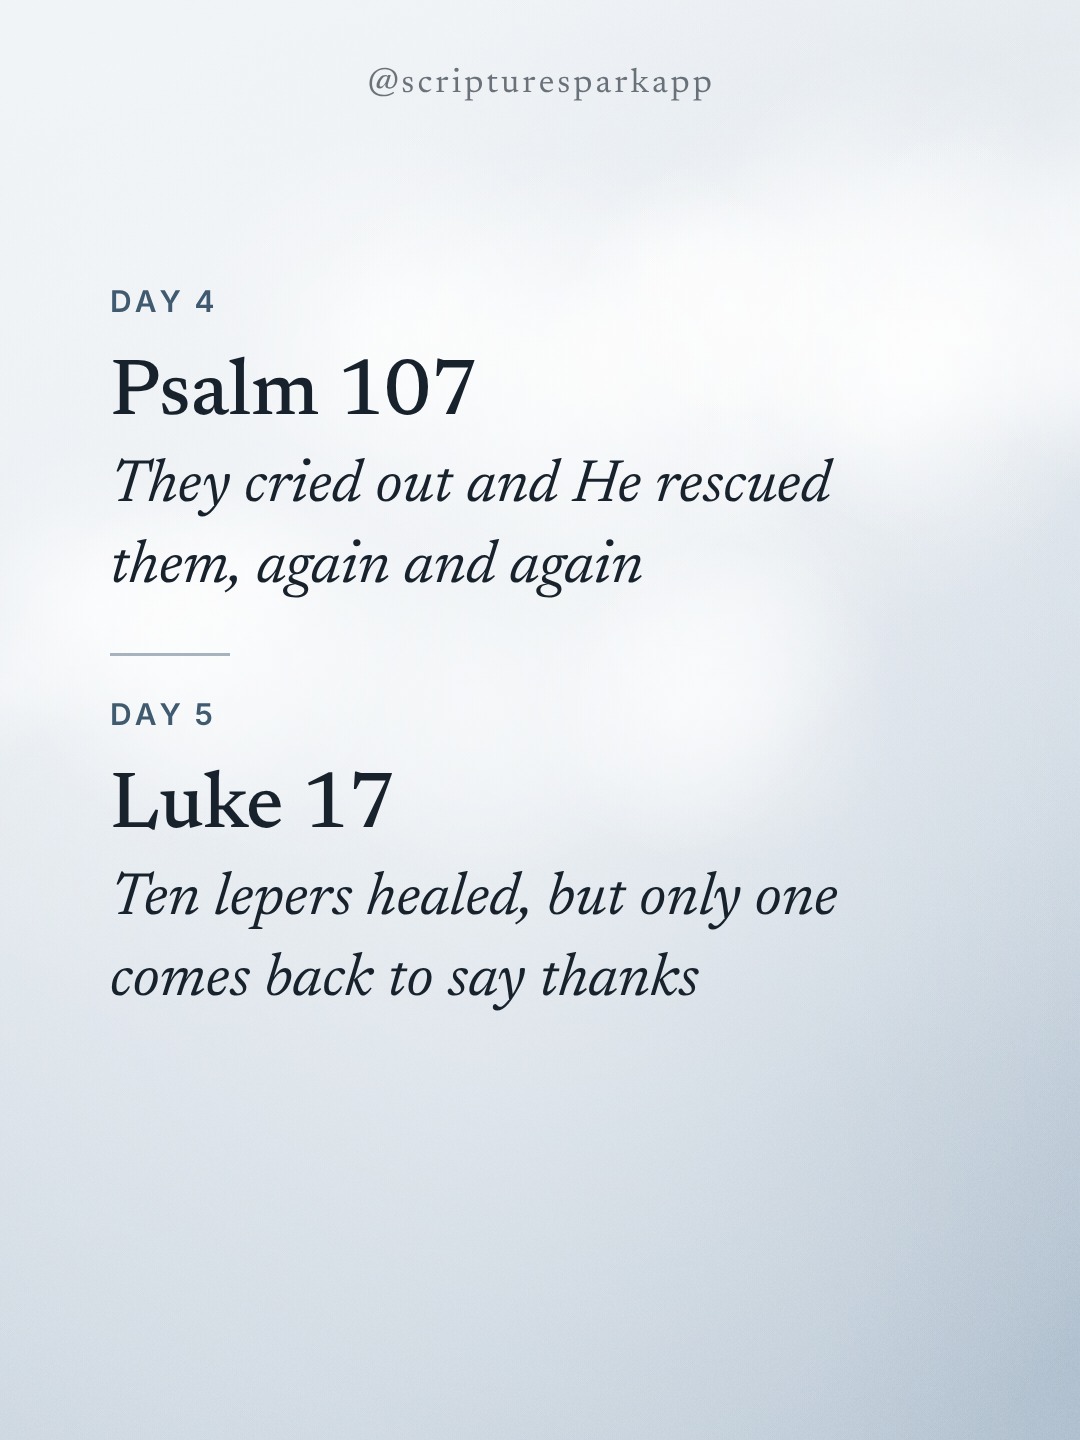 @scripturesparkapp
DAY 4
Psalm 107
They cried out and He rescued
them, again and again
DAY 5
Luke 17
Ten lepers healed, but only one
comes back to say thanks